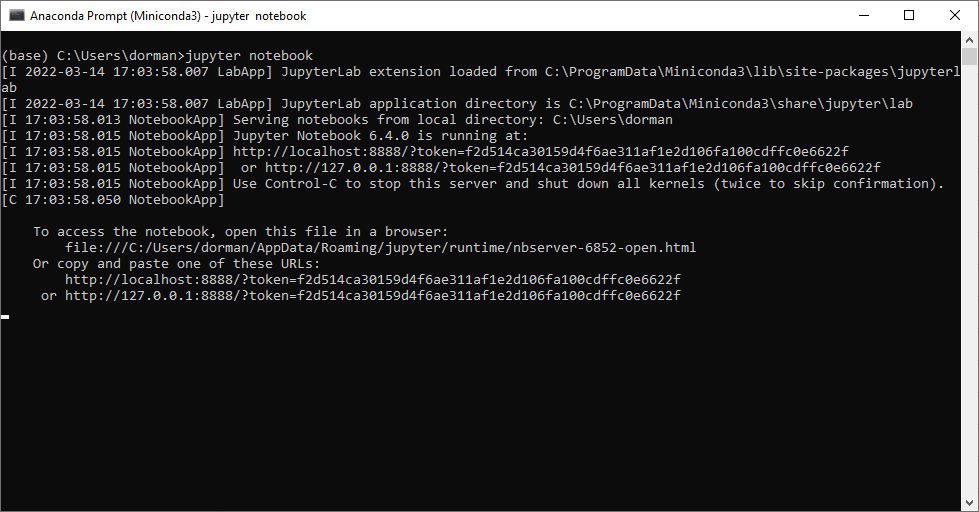 Anaconda Prompt (Miniconda3) - jupyter notebook
(base) C:\Users\dorman>jupyter notebook
[I 2022-03-14 17:03:58.007 LabApp] JupyterLab extension loaded from C:\ProgramData\Miniconda3\lib\site-packages\jupyterl
ab
[I 2022-03-14 17:03:58.007 LabApp] JupyterLab application directory is C:\ProgramData\Miniconda3\share\jupyter\lab
[I 17:03:58.013 NotebookApp] Serving notebooks from local directory: C:\Users\dorman
[I 17:03:58.015 NotebookApp] Jupyter Notebook 6.4.0 is running at:
[I 17:03:58.015 NotebookApp] http://localhost:8888/?token=f2d514ca30159d4f6ae311af1e2d106fa100cdffc0e6622f
[I 17:03:58.015 NotebookApp]  or http://127.0.0.1:8888/?token=f2d514ca30159d4f6ae311af1e2d106fa100cdffc0e6622f
[I 17:03:58.015 NotebookApp] Use Control-C to stop this server and shut down all kernels (twice to skip confirmation).
[C 17:03:58.050 NotebookApp]
To access the notebook, open this file in a browser:
file:///C:/Users/dorman/AppData/Roaming/jupyter/runtime/nbserver-6852-open.html
Or copy and paste one of these URLs:
http://localhost:8888/?token=f2d514ca30159d4f6ae311af1e2d106fa100cdffc0e6622f
or http://127.0.0.1:8888/?token=f2d514ca30159d4f6ae311af1e2d106fa100cdffc0e6622f